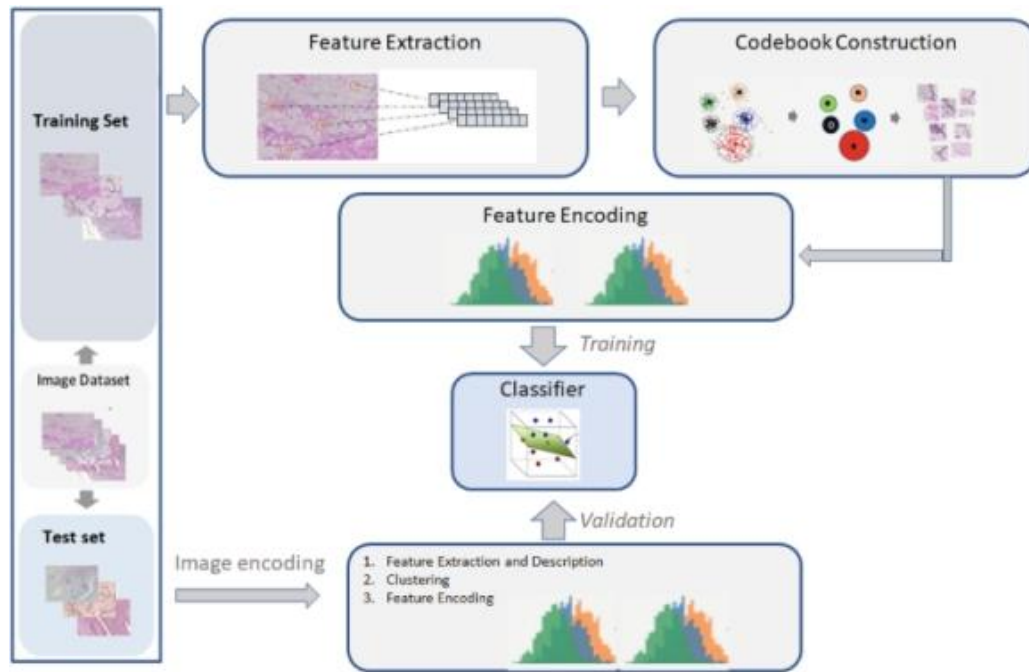 Feature Extraction
Codebook Construction
Training Set
Feature Encoding
Training
Image Dataset
Classifier
Test set
Validation
Image encoding
1. Feature Extraction and Description
2. Clustering
3. Feature Encoding